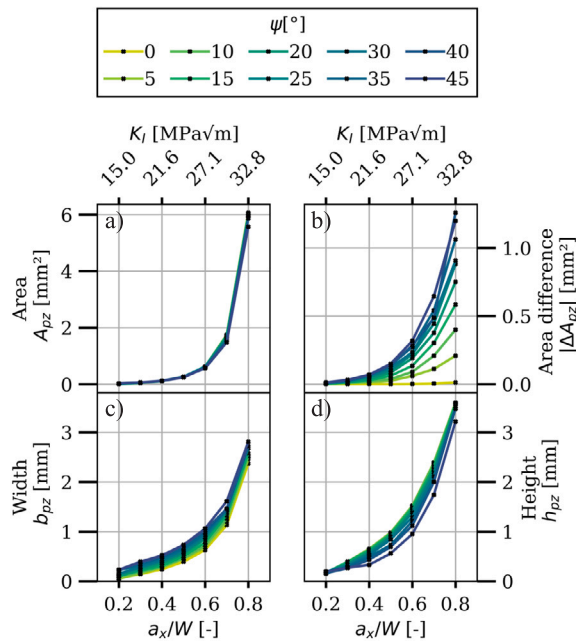 ψ[°]
0 10 20 30 40
5 15 25 35 45
K_I [MPa√m] K_I [MPa√m]
15.0 21.6 27.1 32.8 15.0 21.6 27.1 32.8
a) b)
6
4
2
0
Area
A_pz [mm²]
1.0
0.5
0.0
Area difference
|ΔA_pz| [mm²]
c) d)
3
2
1
0
Width
b_pz [mm]
3
2
1
0
Height
h_pz [mm]
0.2 0.4 0.6 0.8 0.2 0.4 0.6 0.8
a_x/W [-] a_x/W [-]